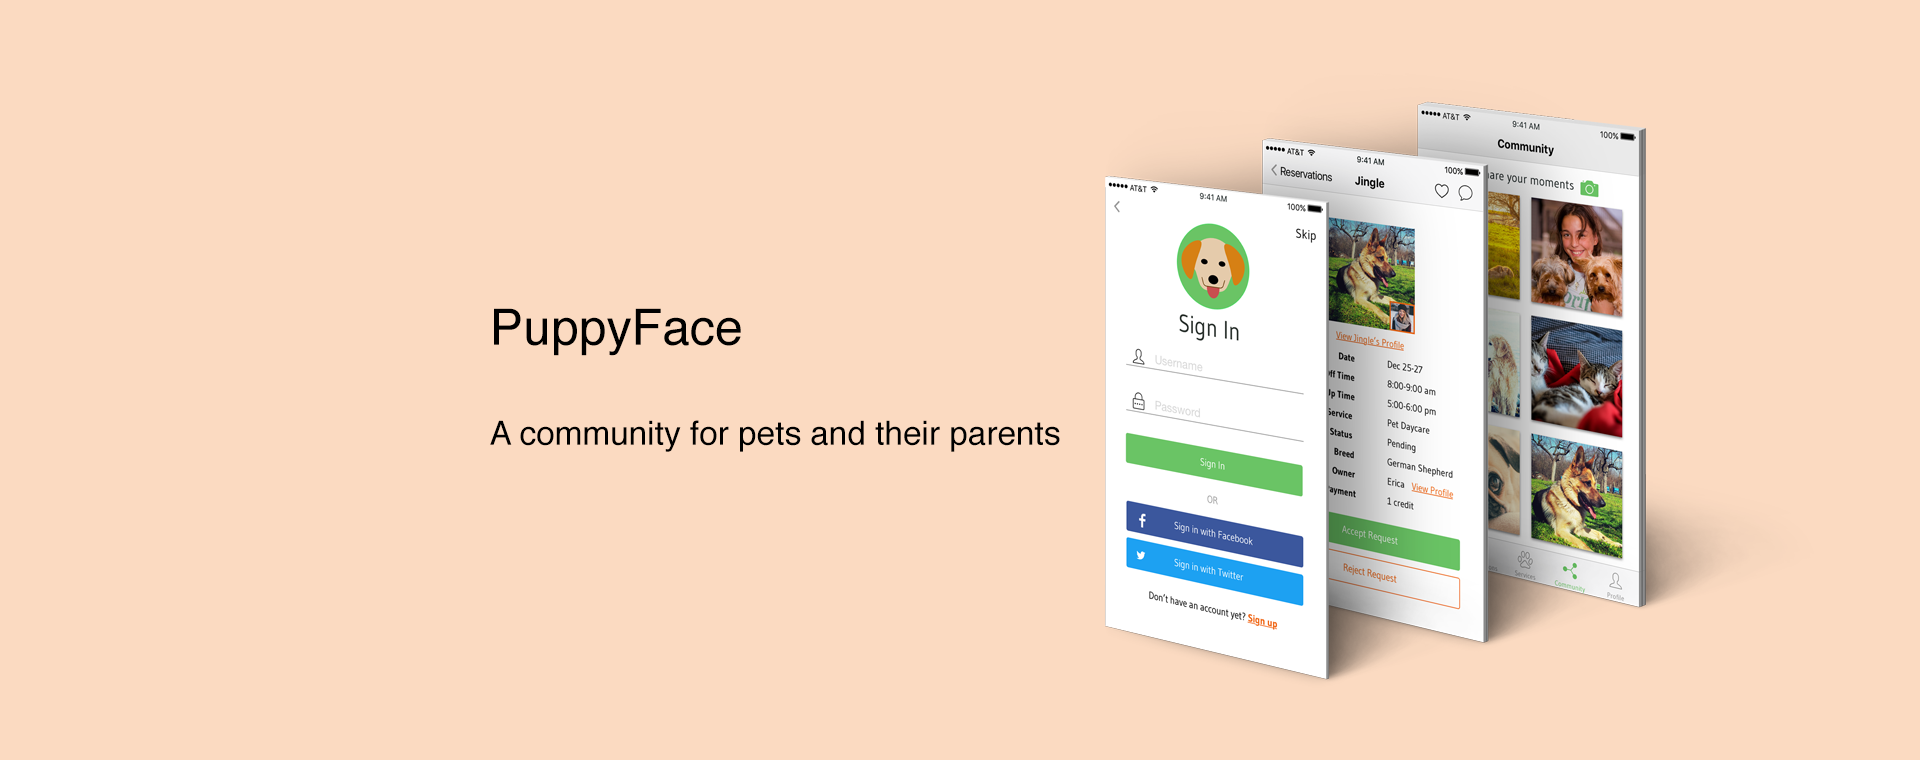 PuppyFace
A community for pets and their parents
AT&T
9:41 AM
100%
Skip
Sign In
Username
Password
Sign In
OR
Sign in with Facebook
Sign in with Twitter
Don't have an account yet? Sign up
AT&T
9:41 AM
100%
Reservations
Jingle
View Jingle's Profile
Date Dec 25-27
ff Time 8:00-9:00 am
Up Time 5:00-6:00 pm
Service Pet Daycare
Status Pending
Breed German Shepherd
Owner Erica View Profile
ayment 1 credit
Accept Request
Reject Request
AT&T
9:41 AM
100%
Community
are your moments
Services
Community
Profile